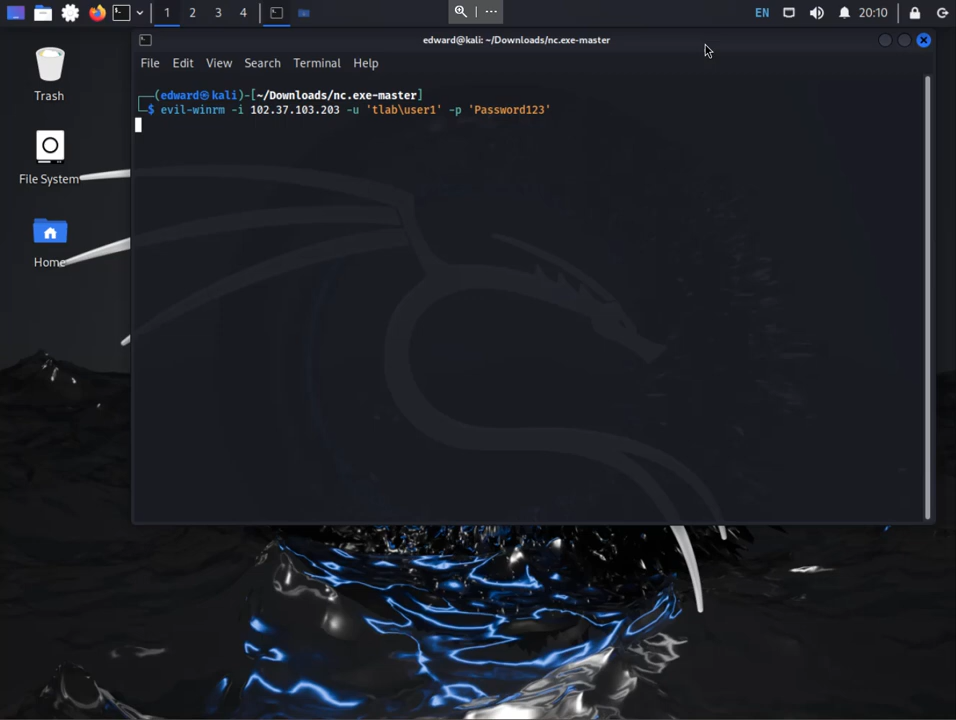 1 2 3 4 ... EN 20:10
edward@kali: ~/Downloads/nc.exe-master
File Edit View Search Terminal Help
Trash
File System
Home
┌──(edward㉿kali)-[~/Downloads/nc.exe-master]
└─$ evil-winrm -i 102.37.103.203 -u 'tlab\user1' -p 'Password123'